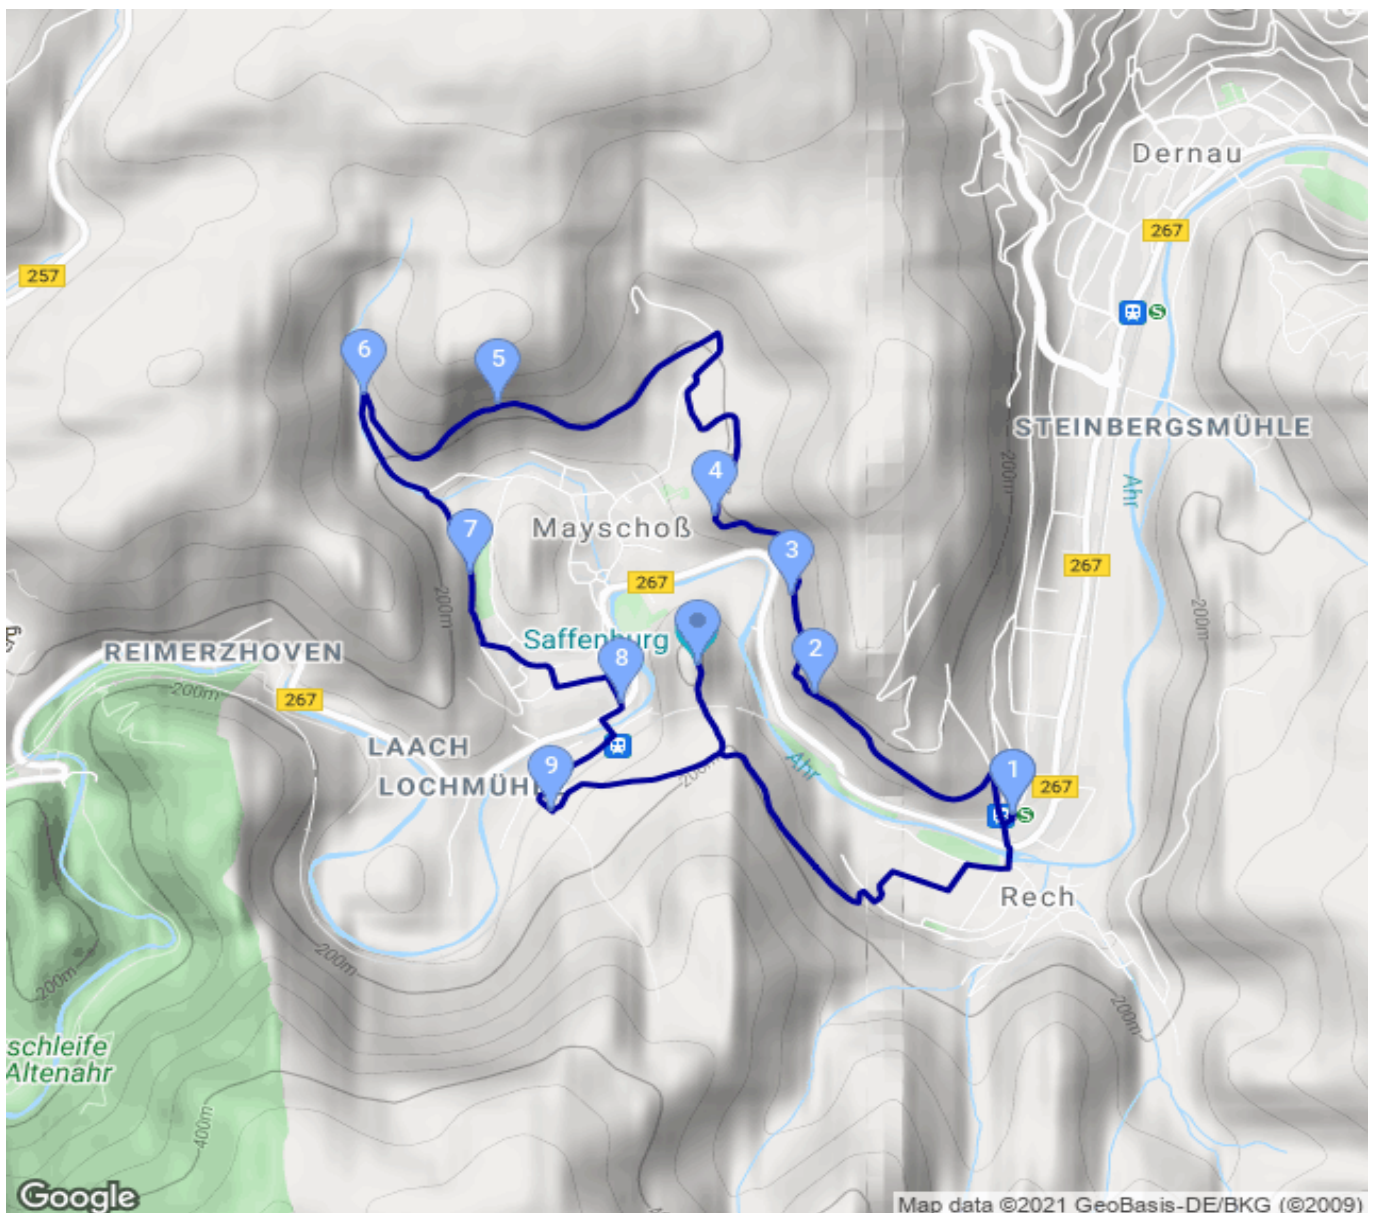 Dernau
267
257
S
6
5
STEINBERGSMÜHLE
200m
4
Ahr
7
Mayschoß
3
267
267
200m
200m
Saffenburg
REIMERZHOVEN
2
8
200m
267
LAACH
9
LOCHMÜHLE
Ahr
200m
1
267
S
Rech
200m
200m
200m
schleife
Altenahr
400m
Google
Map data ©2021 GeoBasis-DE/BKG (©2009)